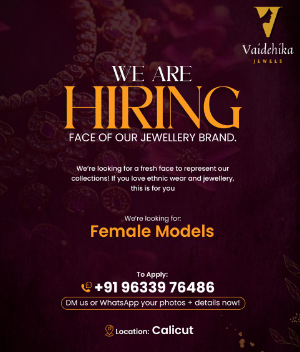 Vaidehika
JEWELS
WE ARE
HIRING
FACE OF OUR JEWELLERY BRAND.
We're looking for a fresh face to represent our
collections! If you love ethnic wear and jewellery,
this is for you
We're looking for:
Female Models
To Apply:
+91 96339 76486
DM us or WhatsApp your photos + details now!
Location: Calicut